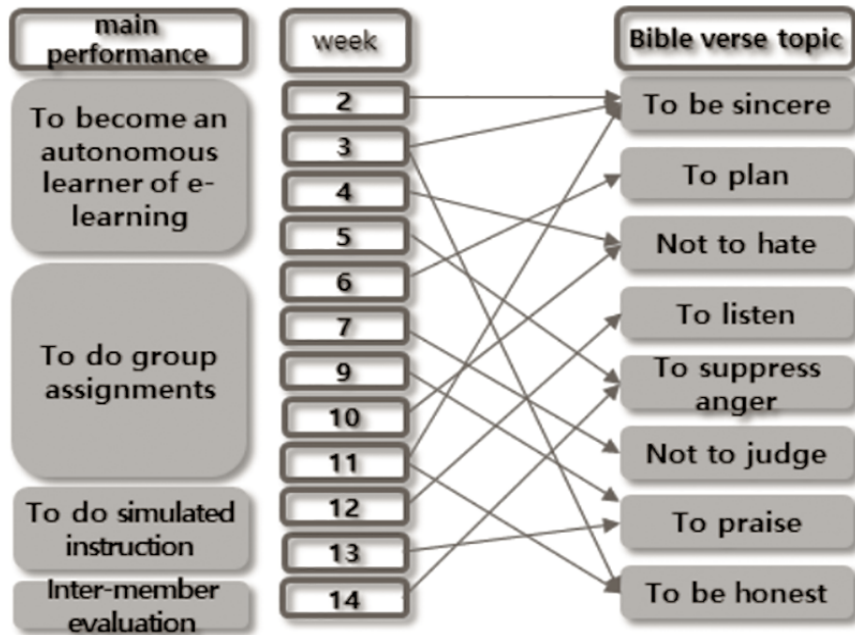 main
performance
week
Bible verse topic
To become an
autonomous
learner of e-
learning
To do group
assignments
To do simulated
instruction
Inter-member
evaluation
2
3
4
5
6
7
9
10
11
12
13
14
To be sincere
To plan
Not to hate
To listen
To suppress
anger
Not to judge
To praise
To be honest